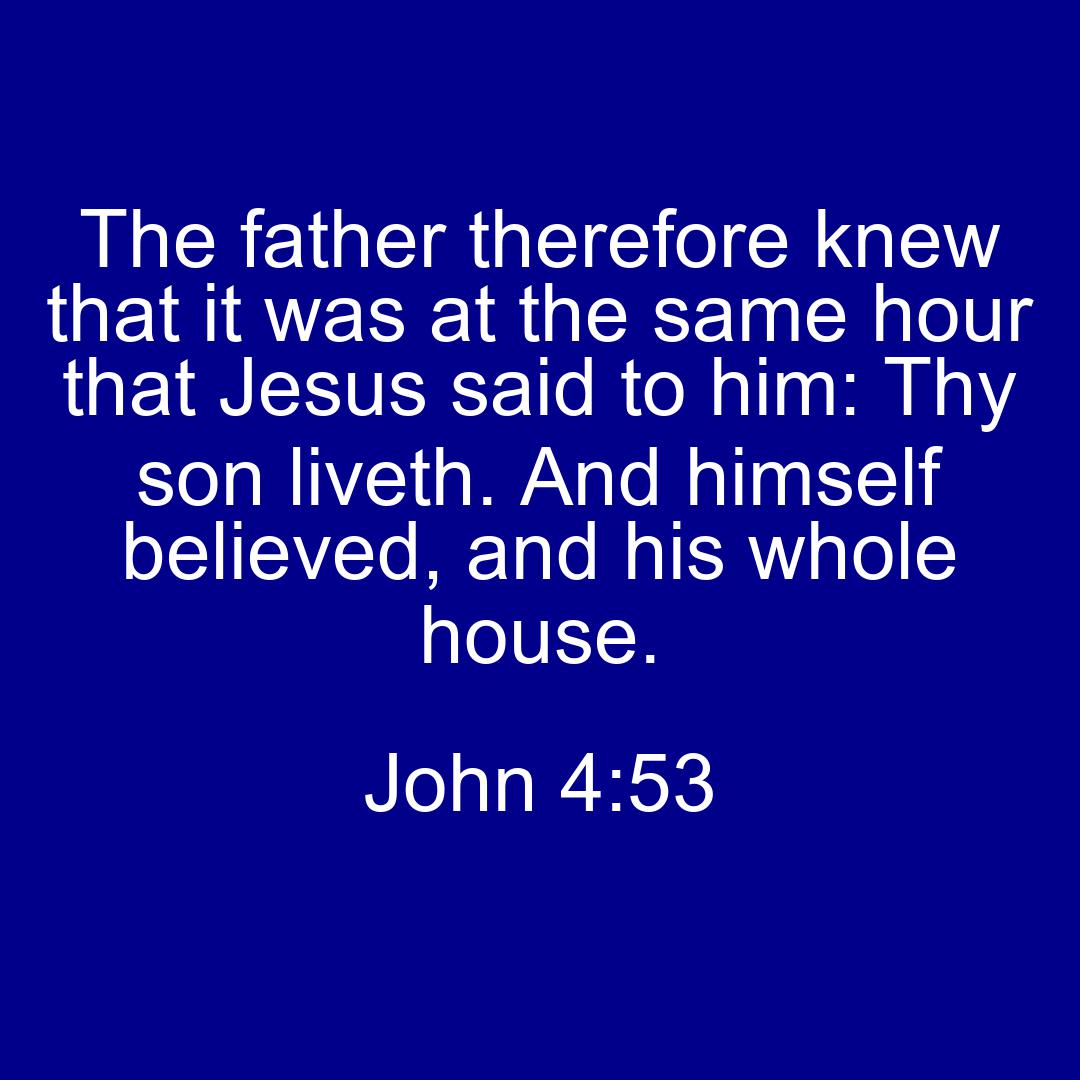 The father therefore knew
that it was at the same hour
that Jesus said to him: Thy
son liveth. And himself
believed, and his whole
house.
John 4:53